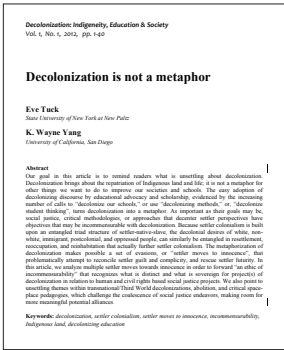 Decolonization: Indigeneity, Education & Society
Vol. 1, No. 1, 2012, pp. 1-40
Decolonization is not a metaphor
Eve Tuck
State University of New York at New Paltz
K. Wayne Yang
University of California, San Diego
Abstract
Our goal in this article is to remind readers what is unsettling about decolonization.
Decolonization brings about the repatriation of Indigenous land and life; it is not a metaphor for
other things we want to do to improve our societies and schools. The easy adoption of
decolonizing discourse by educational advocacy and scholarship, evidenced by the increasing
number of calls to "decolonize our schools," or use "decolonizing methods," or, "decolonize
student thinking", turns decolonization into a metaphor. As important as their goals may be,
social justice, critical methodologies, or approaches that decenter settler perspectives have
objectives that may be incommensurable with decolonization. Because settler colonialism is built
upon an entangled triad structure of settler-native-slave, the decolonial desires of white, non-
white, immigrant, postcolonial, and oppressed people, can similarly be entangled in resettlement,
reoccupation, and reinhabitation that actually further settler colonialism. The metaphorization of
decolonization makes possible a set of evasions, or "settler moves to innocence", that
problematically attempt to reconcile settler guilt and complicity, and rescue settler futurity. In
this article, we analyze multiple settler moves towards innocence in order to forward "an ethic of
incommensurability" that recognizes what is distinct and what is sovereign for project(s) of
decolonization in relation to human and civil rights based social justice projects. We also point to
unsettling themes within transnational/Third World decolonizations, abolition, and critical space-
place pedagogies, which challenge the coalescence of social justice endeavors, making room for
more meaningful potential alliances.
Keywords: decolonization, settler colonialism, settler moves to innocence, incommensurability,
Indigenous land, decolonizing education